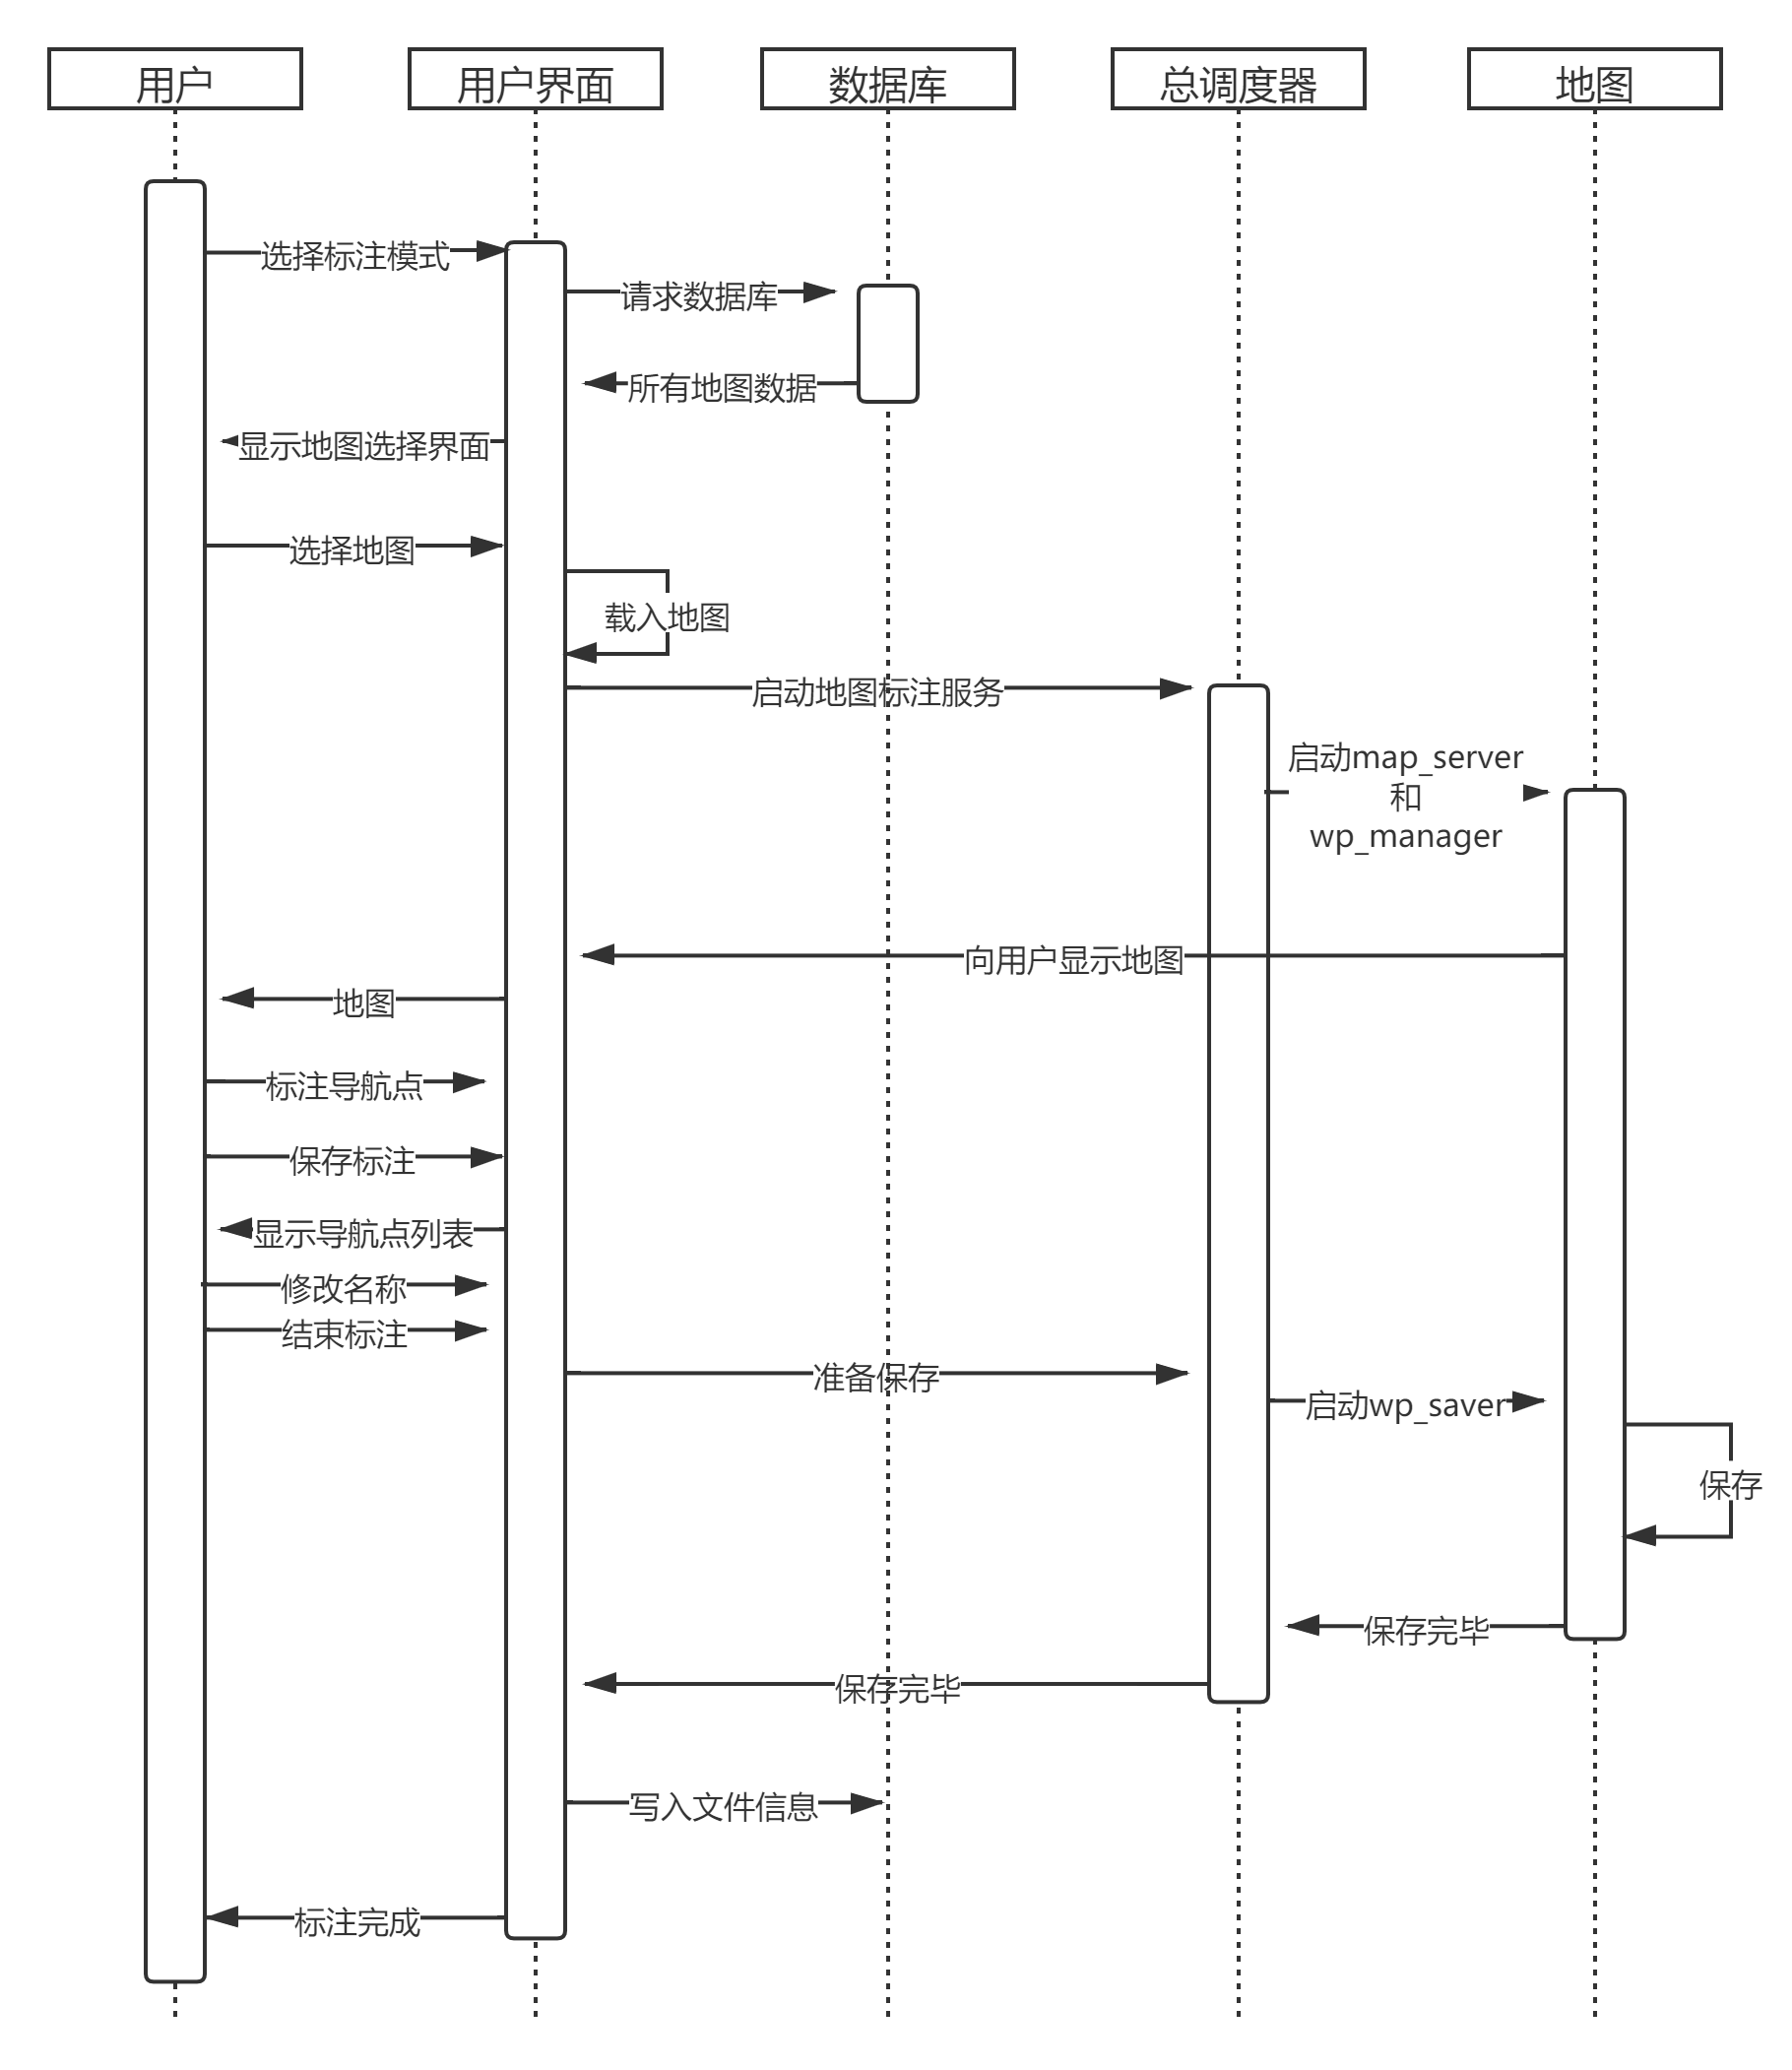 用户
用户界面
数据库
总调度器
地图
选择标注模式
请求数据库
所有地图数据
显示地图选择界面
选择地图
载入地图
启动地图标注服务
启动map_server
和
wp_manager
向用户显示地图
地图
标注导航点
保存标注
显示导航点列表
修改名称
结束标注
准备保存
启动wp_saver
保存
保存完毕
保存完毕
写入文件信息
标注完成